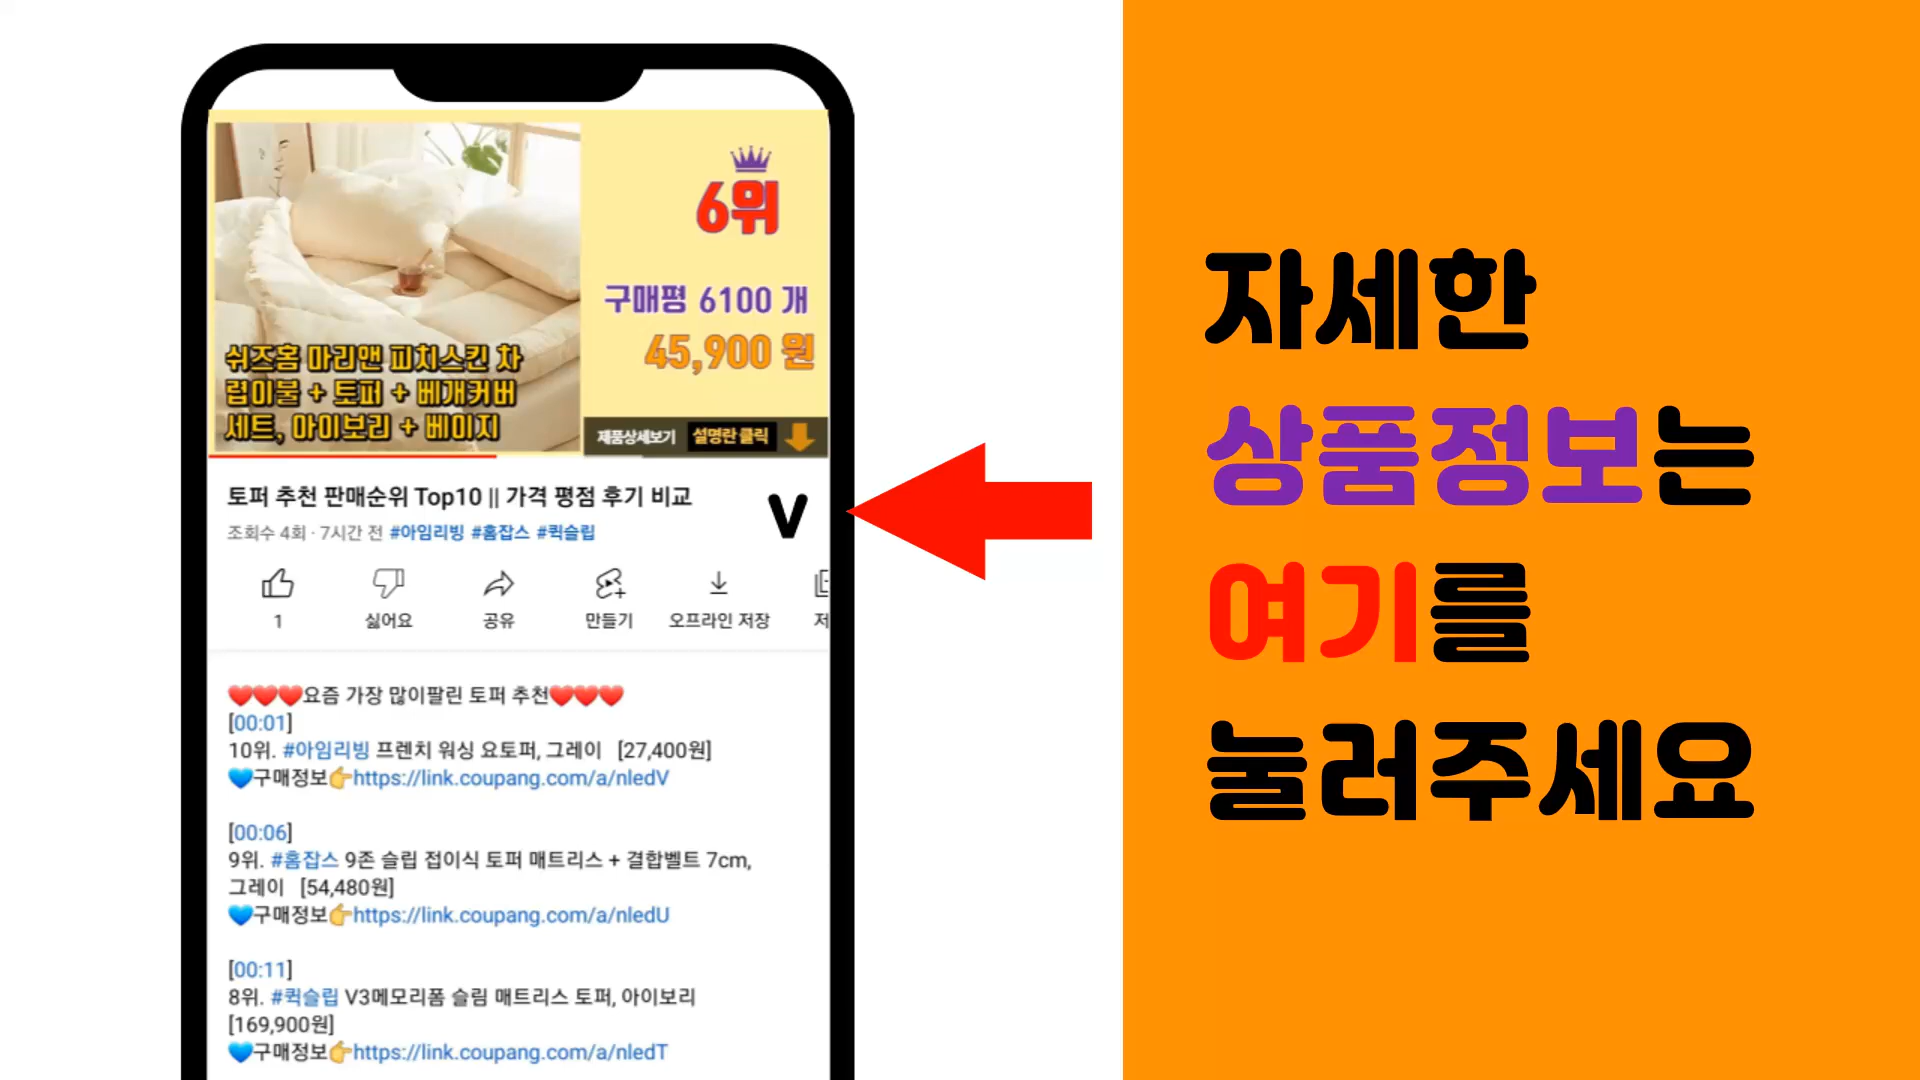 6위
구매평 6100 개
45,900 원
쉬즈홈 마리앤 피치스킨 차
렵이불 + 토퍼 + 베개커버
세트, 아이보리 + 베이지
제품상세보기 설명란 클릭
토퍼 추천 판매순위 Top10 || 가격 평점 후기 비교
V
조회수 4회 · 7시간 전 #아임리빙 #홈잡스 #퀵슬립
1 싫어요 공유 만들기 오프라인 저장 저
❤️❤️❤️요즘 가장 많이팔린 토퍼 추천❤️❤️❤️
[00:01]
10위. #아임리빙 프렌치 워싱 요토퍼, 그레이 [27,400원]
💙구매정보👉https://link.coupang.com/a/nledV
[00:06]
9위. #홈잡스 9존 슬립 접이식 토퍼 매트리스 + 결합벨트 7cm,
그레이 [54,480원]
💙구매정보👉https://link.coupang.com/a/nledU
[00:11]
8위. #퀵슬립 V3메모리폼 슬림 매트리스 토퍼, 아이보리
[169,900원]
💙구매정보👉https://link.coupang.com/a/nledT
자세한
상품정보는
여기를
눌러주세요